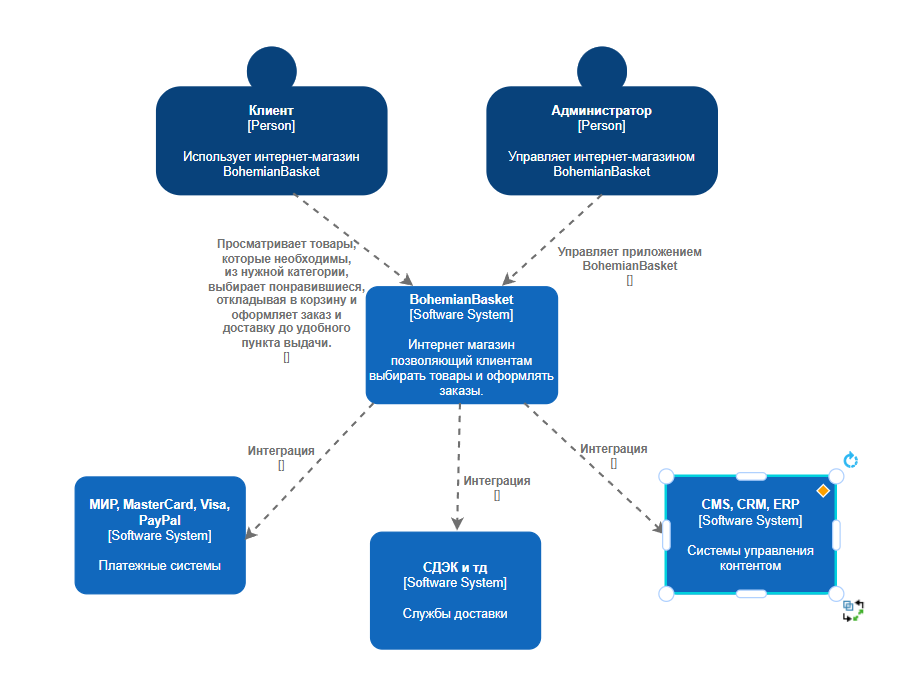 Клиент
[Person]
Использует интернет-магазин
BohemianBasket
Администратор
[Person]
Управляет интернет-магазином
BohemianBasket
Просматривает товары,
которые необходимы,
из нужной категории,
выбирает понравившиеся,
откладывая в корзину и
оформляет заказ и
доставку до удобного
пункта выдачи.
[]
Управляет приложением
BohemianBasket
[]
BohemianBasket
[Software System]
Интернет магазин
позволяющий клиентам
выбирать товары и оформлять
заказы.
Интеграция
[]
Интеграция
[]
Интеграция
[]
МИР, MasterCard, Visa,
PayPal
[Software System]
Платежные системы
СДЭК и тд
[Software System]
Службы доставки
CMS, CRM, ERP
[Software System]
Системы управления
контентом